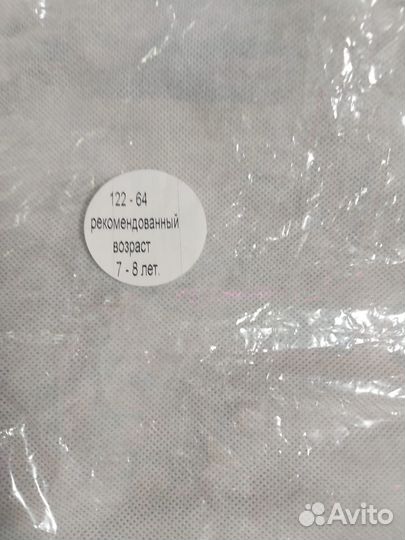 122 - 64
рекомендованный
возраст
7 - 8 лет.
Avito